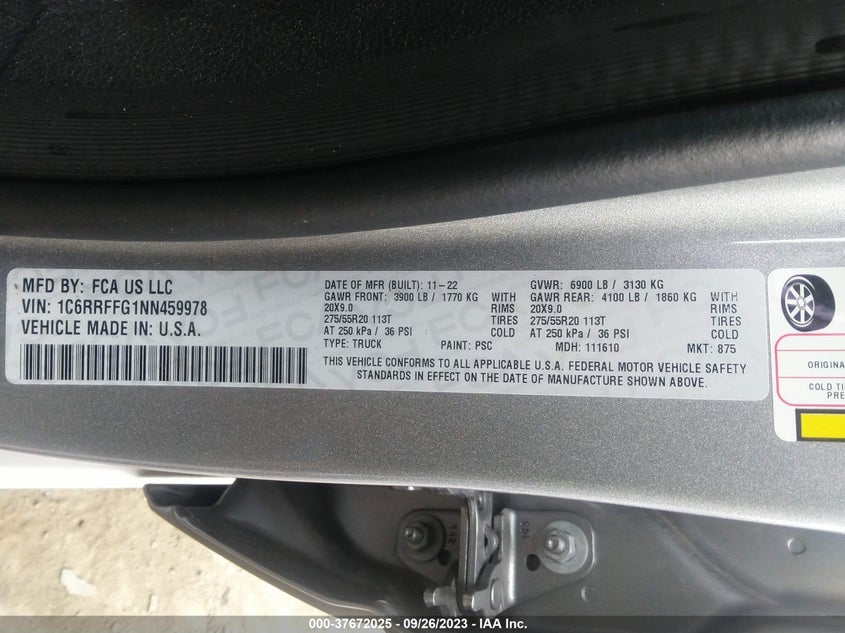 MFD BY: FCA US LLC
VIN: 1C6RRFFG1NN459978
VEHICLE MADE IN: U.S.A.
DATE OF MFR (BUILT): 11-22 GVWR: 6900 LB / 3130 KG
GAWR FRONT: 3900 LB / 1770 KG WITH GAWR REAR: 4100 LB / 1860 KG WITH
20X9.0 RIMS 20X9.0 RIMS
275/55R20 113T TIRES 275/55R20 113T TIRES
AT 250 kPa / 36 PSI COLD AT 250 kPa / 36 PSI COLD
TYPE: TRUCK PAINT: PSC MDH: 111610 MKT: 875
THIS VEHICLE CONFORMS TO ALL APPLICABLE U.S.A. FEDERAL MOTOR VEHICLE SAFETY
STANDARDS IN EFFECT ON THE DATE OF MANUFACTURE SHOWN ABOVE.
ORIGINA
COLD TI
PRE
142
000-37672025 - 09/26/2023 - IAA Inc.